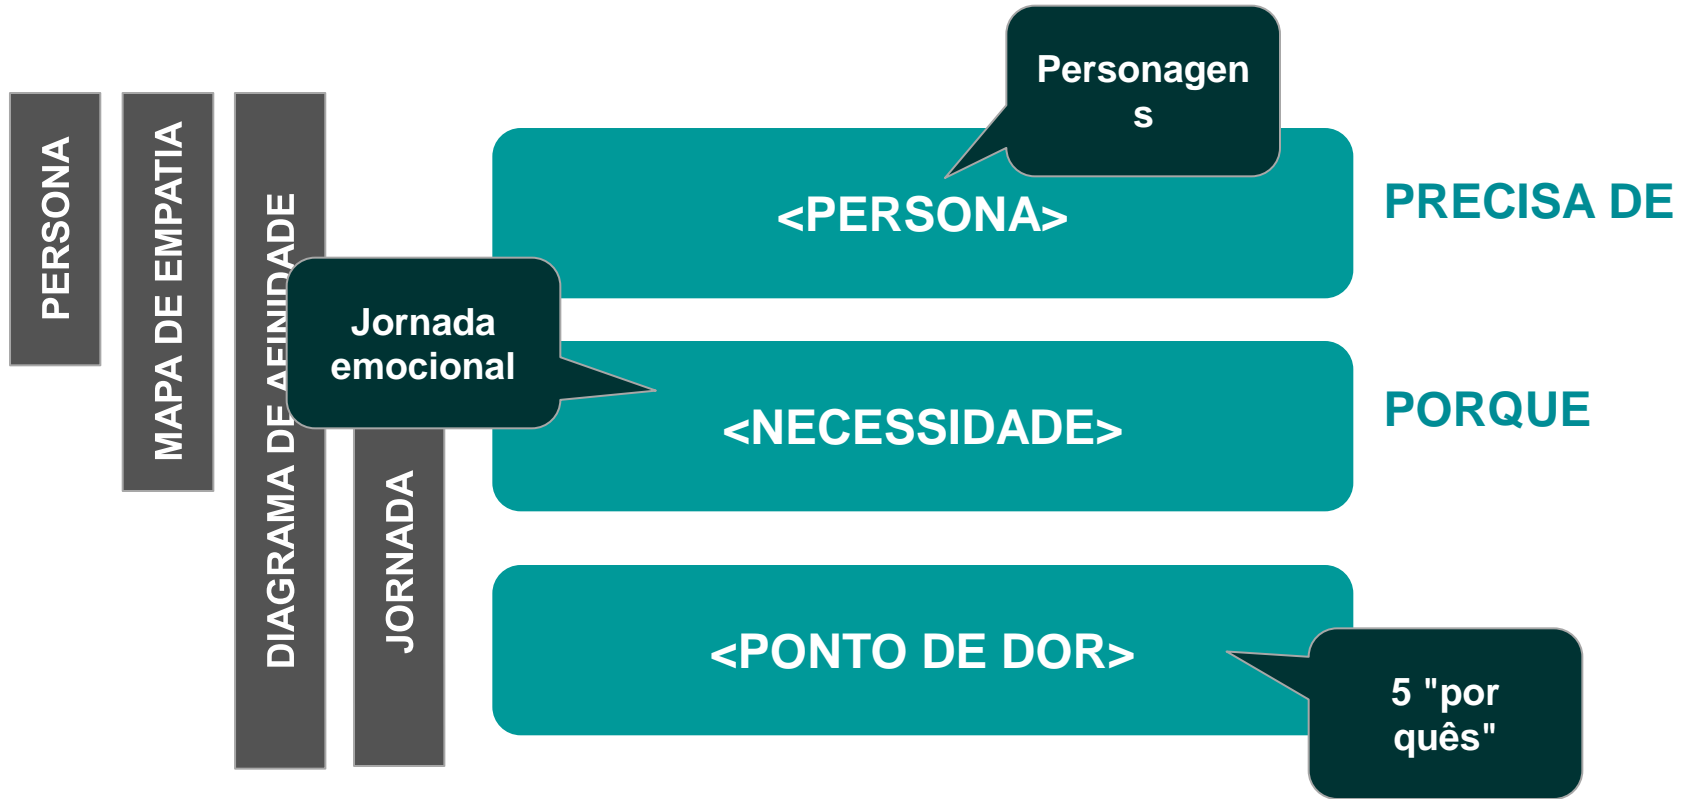 PERSONA
MAPA DE EMPATIA
DIAGRAMA DE AFINIDADE
JORNADA
Personagen
s
<PERSONA>
PRECISA DE
Jornada
emocional
<NECESSIDADE>
PORQUE
<PONTO DE DOR>
5 "por
quês"